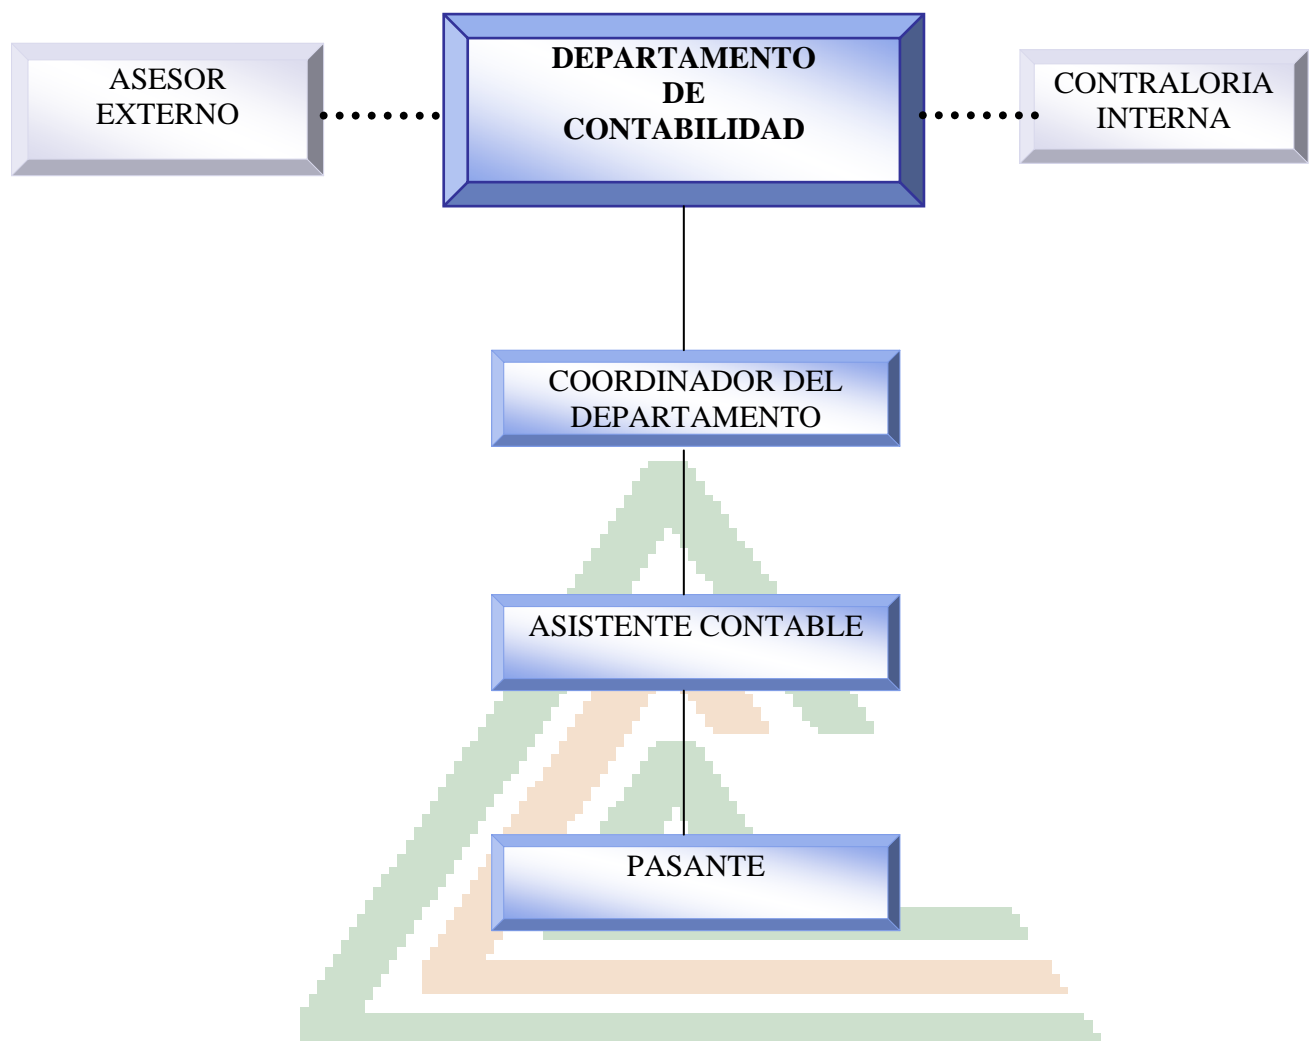 ASESOR
EXTERNO
DEPARTAMENTO
DE
CONTABILIDAD
CONTRALORIA
INTERNA
COORDINADOR DEL
DEPARTAMENTO
ASISTENTE CONTABLE
PASANTE